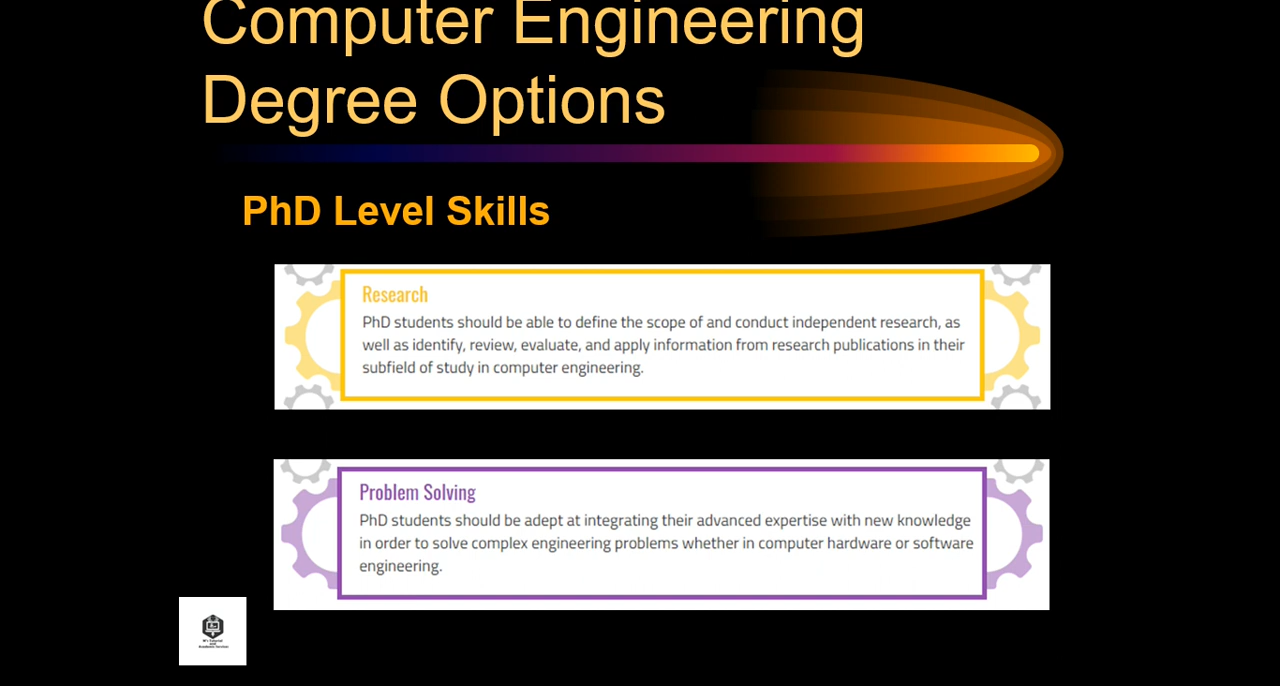 Computer Engineering
Degree Options
PhD Level Skills
Research
PhD students should be able to define the scope of and conduct independent research, as
well as identify, review, evaluate, and apply information from research publications in their
subfield of study in computer engineering.
Problem Solving
PhD students should be adept at integrating their advanced expertise with new knowledge
in order to solve complex engineering problems whether in computer hardware or software
engineering.